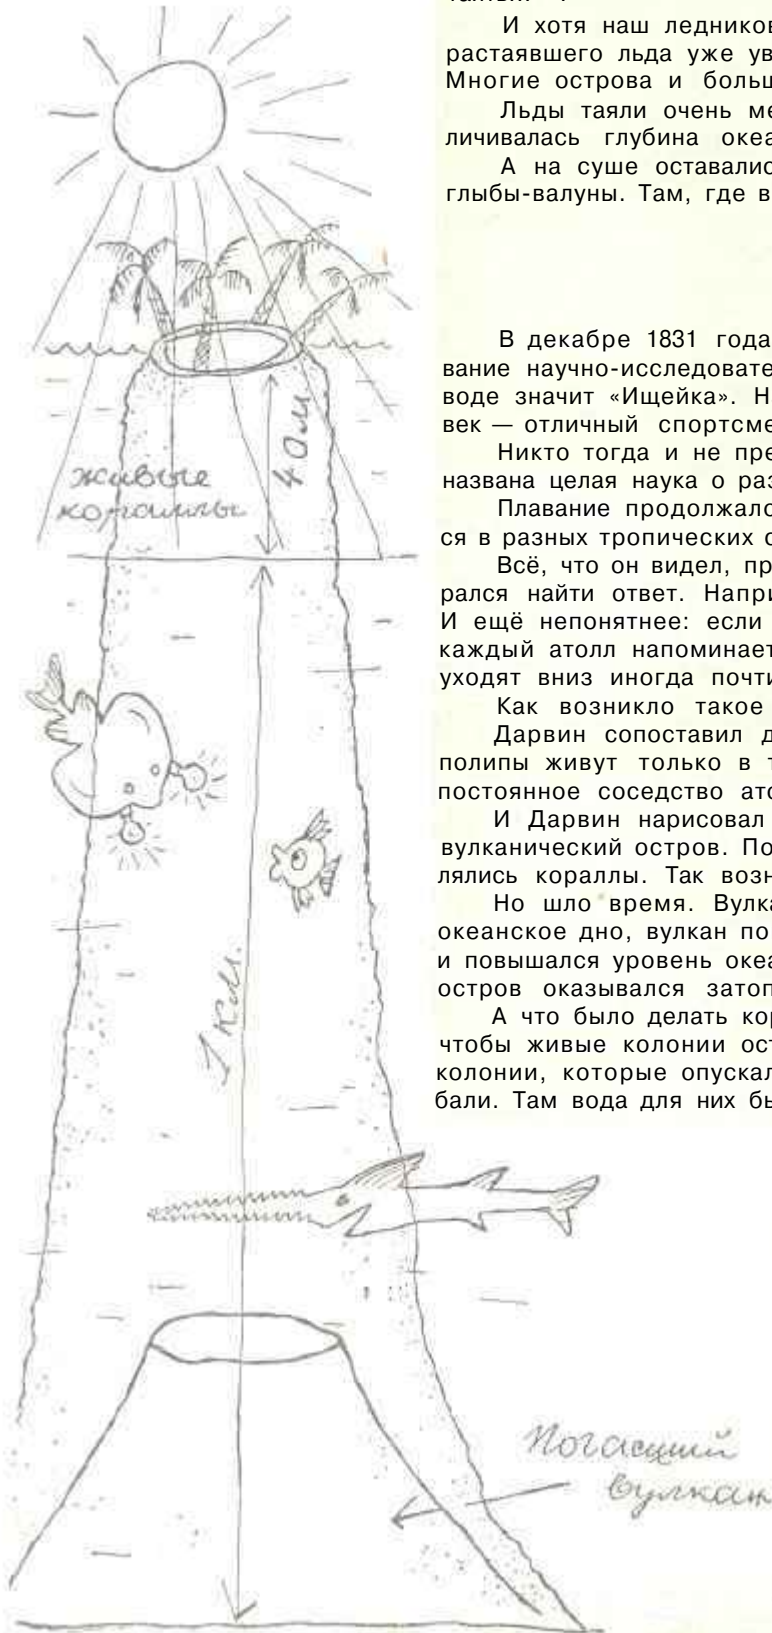 И хотя наш ледников
растаявшего льда уже ув
Многие острова и больш
Льды таяли очень ме
личивалась глубина океа
А на суше оставалис
глыбы-валуны. Там, где в
В декабре 1831 года
вание научно-исследовате
воде значит «Ищейка». Н
век — отличный спортсме
Никто тогда и не пре
названа целая наука о раз
Плавание продолжало
ся в разных тропических с
Всё, что он видел, пр
рался найти ответ. Напри
И ещё непонятнее: если
каждый атолл напоминает
уходят вниз иногда почти
Как возникло такое
Дарвин сопоставил д
полипы живут только в т
постоянное соседство ато
И Дарвин нарисовал
вулканический остров. По
лялись кораллы. Так возн
Но шло время. Вулка
океанское дно, вулкан по
и повышался уровень океа
остров оказывался затоп
А что было делать кор
чтобы живые колонии ост
колонии, которые опускал
бали. Там вода для них бы
живые
кораллы
40 м
1 км.
Погасший
вулкан